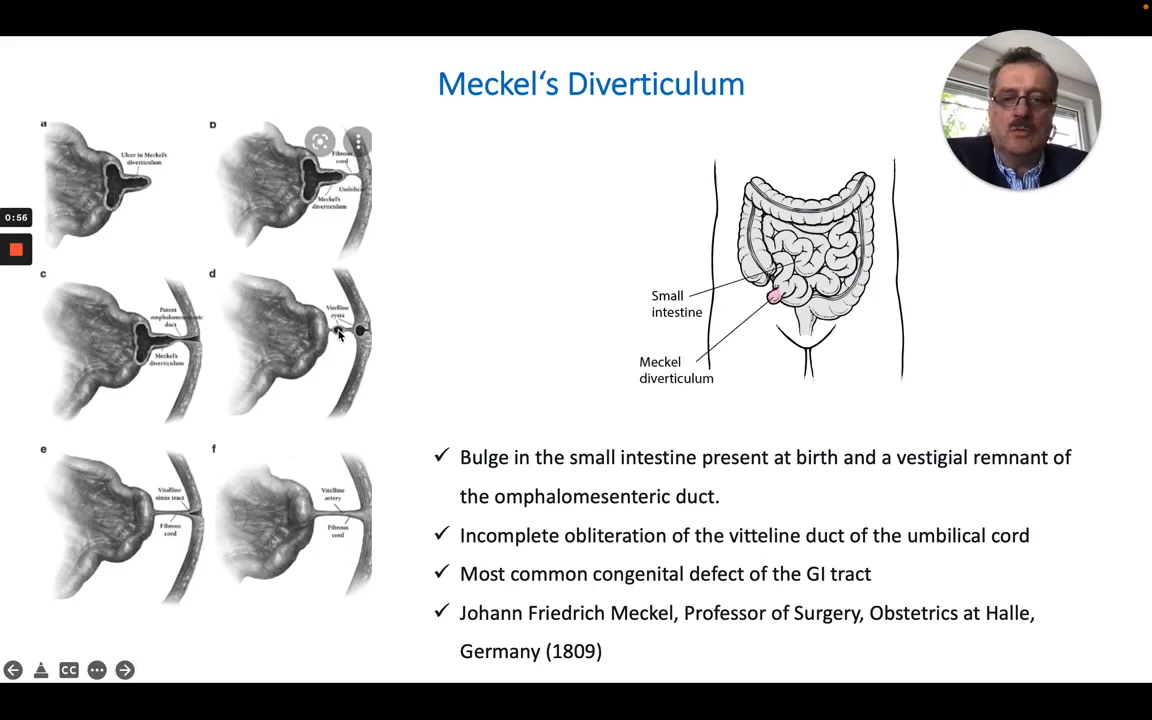 Meckel‘s Diverticulum
a
b
Ulcer in Meckel's
diverticulum
Fibrous
cord
Umbilic
Meckel's
diverticulum
0:56
c
d
Patent
omphalomesenteric
duct
Meckel's
diverticulum
Vitelline
cysts
Small
intestine
Meckel
diverticulum
e
f
Vitalline
sinus tract
Fibrous
cord
Vitelline
artery
Fibrous
cord
✓ Bulge in the small intestine present at birth and a vestigial remnant of
the omphalomesenteric duct.
✓ Incomplete obliteration of the vitteline duct of the umbilical cord
✓ Most common congenital defect of the GI tract
✓ Johann Friedrich Meckel, Professor of Surgery, Obstetrics at Halle,
Germany (1809)
CC